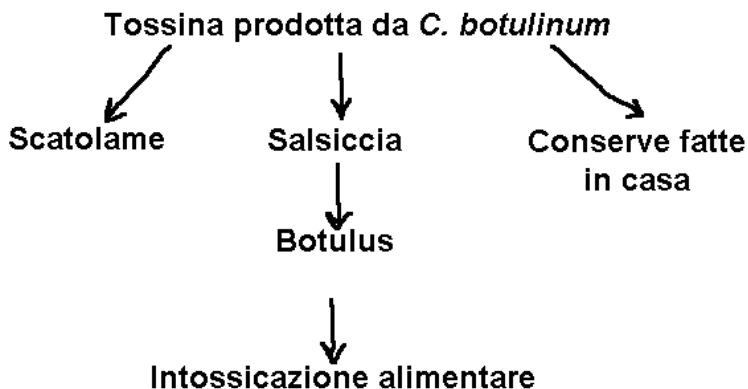 Tossina prodotta da C. botulinum
Scatolame
Salsiccia
Conserve fatte
in casa
Botulus
Intossicazione alimentare